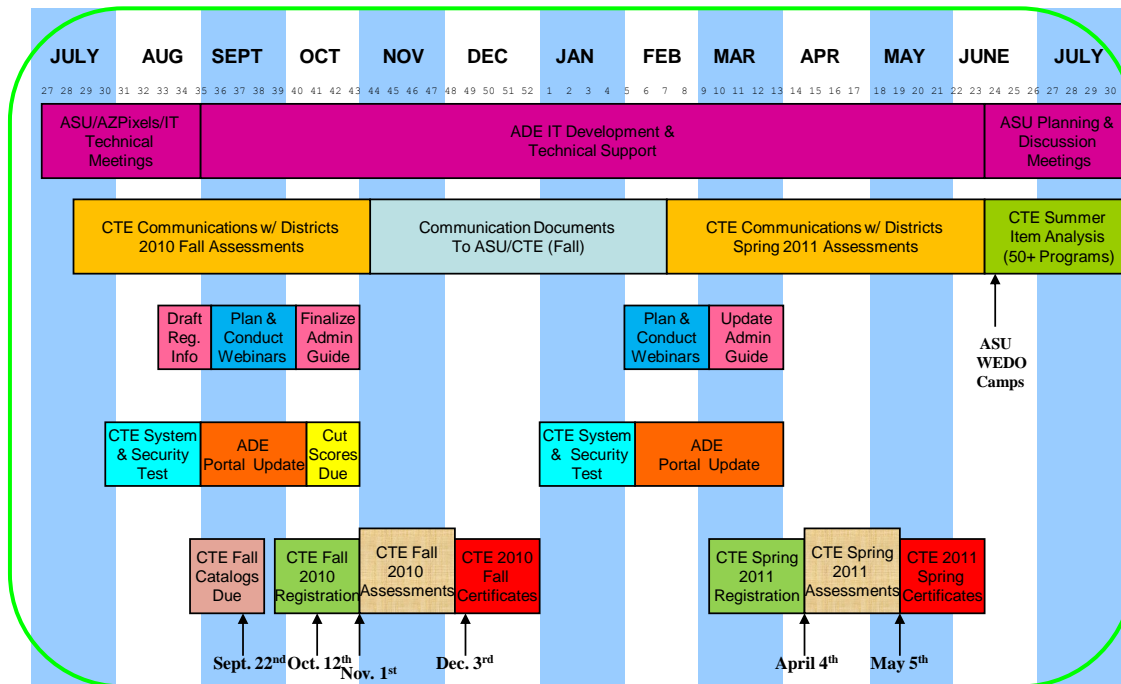 JULY AUG SEPT OCT NOV DEC JAN FEB MAR APR MAY JUNE JULY
27 28 29 30 31 32 33 34 35 36 37 38 39 40 41 42 43 44 45 46 47 48 49 50 51 52 1 2 3 4 5 6 7 8 9 10 11 12 13 14 15 16 17 18 19 20 21 22 23 24 25 26 27 28 29 30
ASU/AZPixels/IT
Technical
Meetings
ADE IT Development &
Technical Support
ASU Planning &
Discussion
Meetings
CTE Communications w/ Districts
2010 Fall Assessments
Communication Documents
To ASU/CTE (Fall)
CTE Communications w/ Districts
Spring 2011 Assessments
CTE Summer
Item Analysis
(50+ Programs)
Draft
Reg.
Info
Plan &
Conduct
Webinars
Finalize
Admin
Guide
Plan &
Conduct
Webinars
Update
Admin
Guide
ASU
WEDO
Camps
CTE System
& Security
Test
ADE
Portal Update
Cut
Scores
Due
CTE System
& Security
Test
ADE
Portal Update
CTE Fall
Catalogs
Due
CTE Fall
2010
Registration
CTE Fall
2010
Assessments
CTE 2010
Fall
Certificates
CTE Spring
2011
Registration
CTE Spring
2011
Assessments
CTE 2011
Spring
Certificates
Sept. 22nd
Oct. 12th
Nov. 1st
Dec. 3rd
April 4th
May 5th